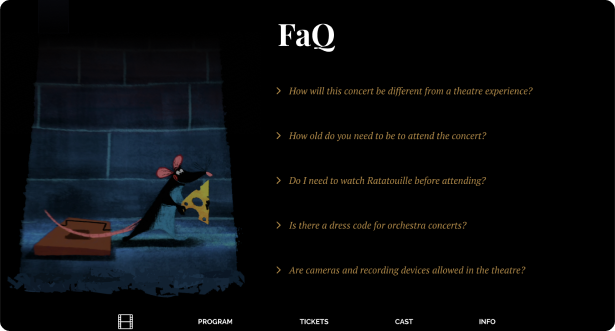 FaQ
How will this concert be different from a theatre experience?
How old do you need to be to attend the concert?
Do I need to watch Ratatouille before attending?
Is there a dress code for orchestra concerts?
Are cameras and recording devices allowed in the theatre?
PROGRAM TICKETS CAST INFO